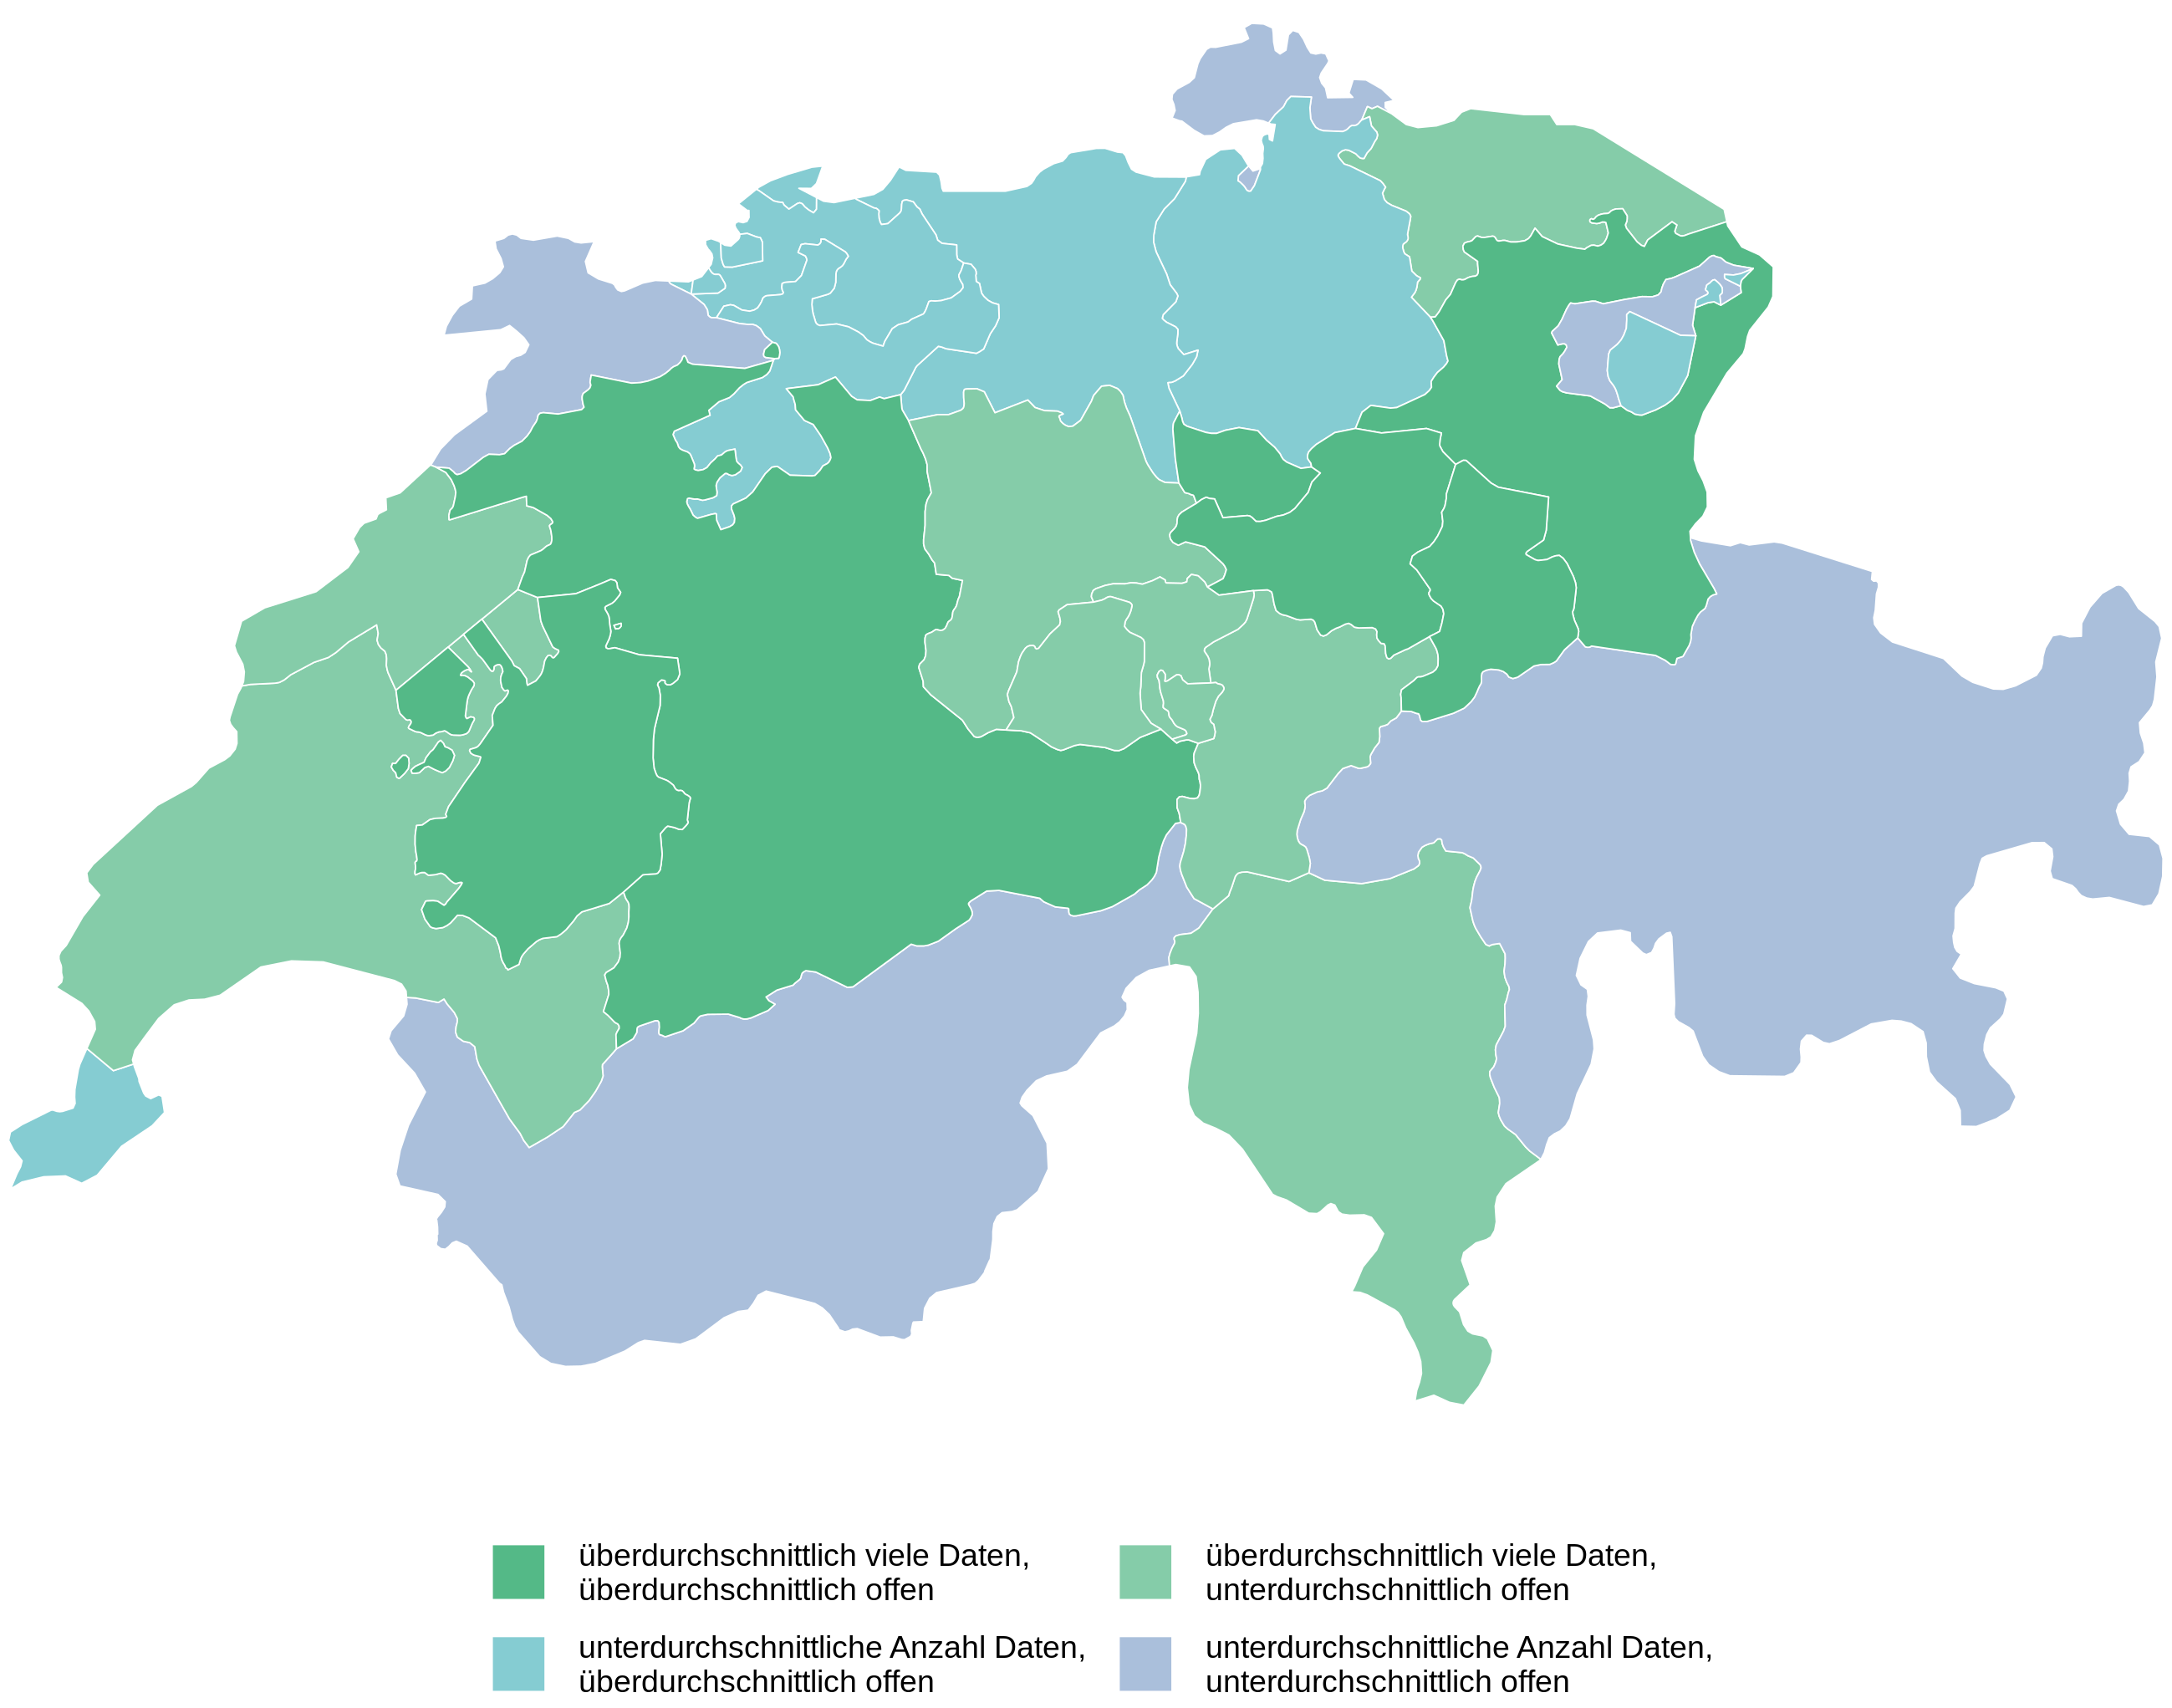 überdurchschnittlich viele Daten,
überdurchschnittlich offen
überdurchschnittlich viele Daten,
unterdurchschnittlich offen
unterdurchschnittliche Anzahl Daten,
überdurchschnittlich offen
unterdurchschnittliche Anzahl Daten,
unterdurchschnittlich offen